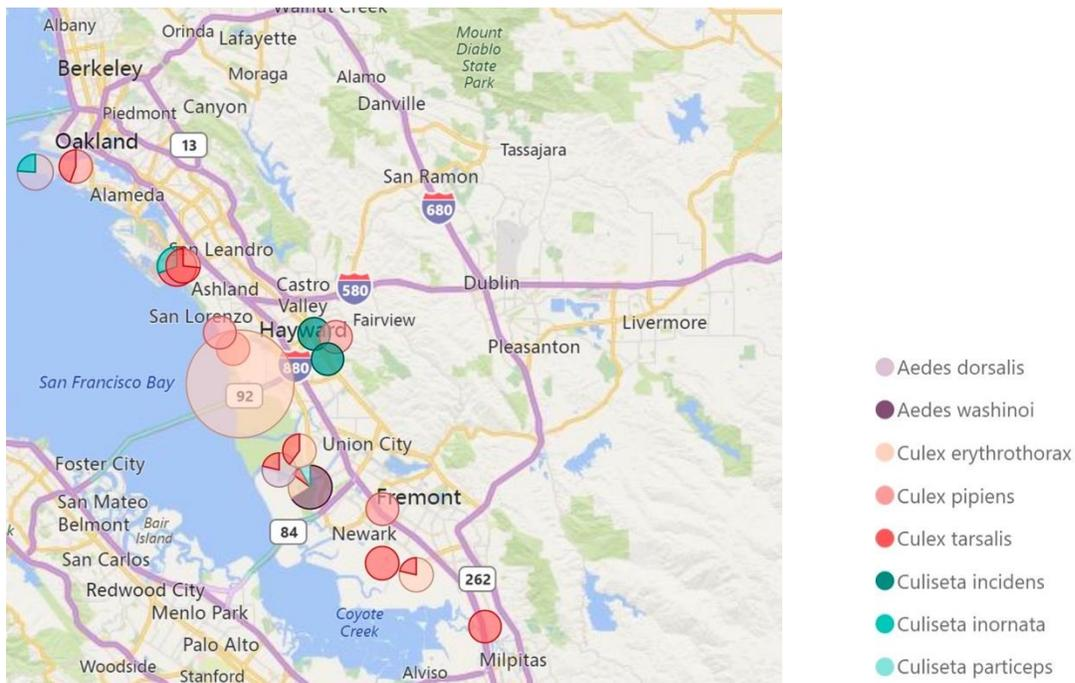 Walnut Creek
Albany
Orinda
Lafayette
Mount
Diablo
State
Park
Berkeley
Moraga
Alamo
Danville
Piedmont
Canyon
Oakland
13
Tassajara
San Ramon
Alameda
680
San Leandro
Castro
Valley
580
Dublin
Ashland
San Lorenzo
Hayward
Fairview
Livermore
Pleasanton
880
San Francisco Bay
92
Aedes dorsalis
Aedes washinoi
Union City
Culex erythrothorax
Foster City
San Mateo
Belmont
Bair
Island
k
Fremont
Culex pipiens
84
Newark
Culex tarsalis
San Carlos
262
Culiseta incidens
Redwood City
Menlo Park
Coyote
Creek
Culiseta inornata
Palo Alto
Woodside
Stanford
Alviso
Milpitas
Culiseta particeps